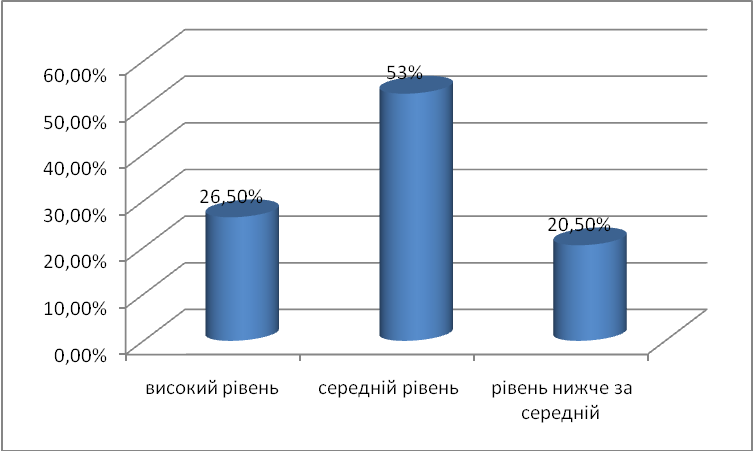 60,00%
50,00%
40,00%
30,00%
20,00%
10,00%
0,00%
26,50%
53%
20,50%
високий рівень
середній рівень
рівень нижче за
середній